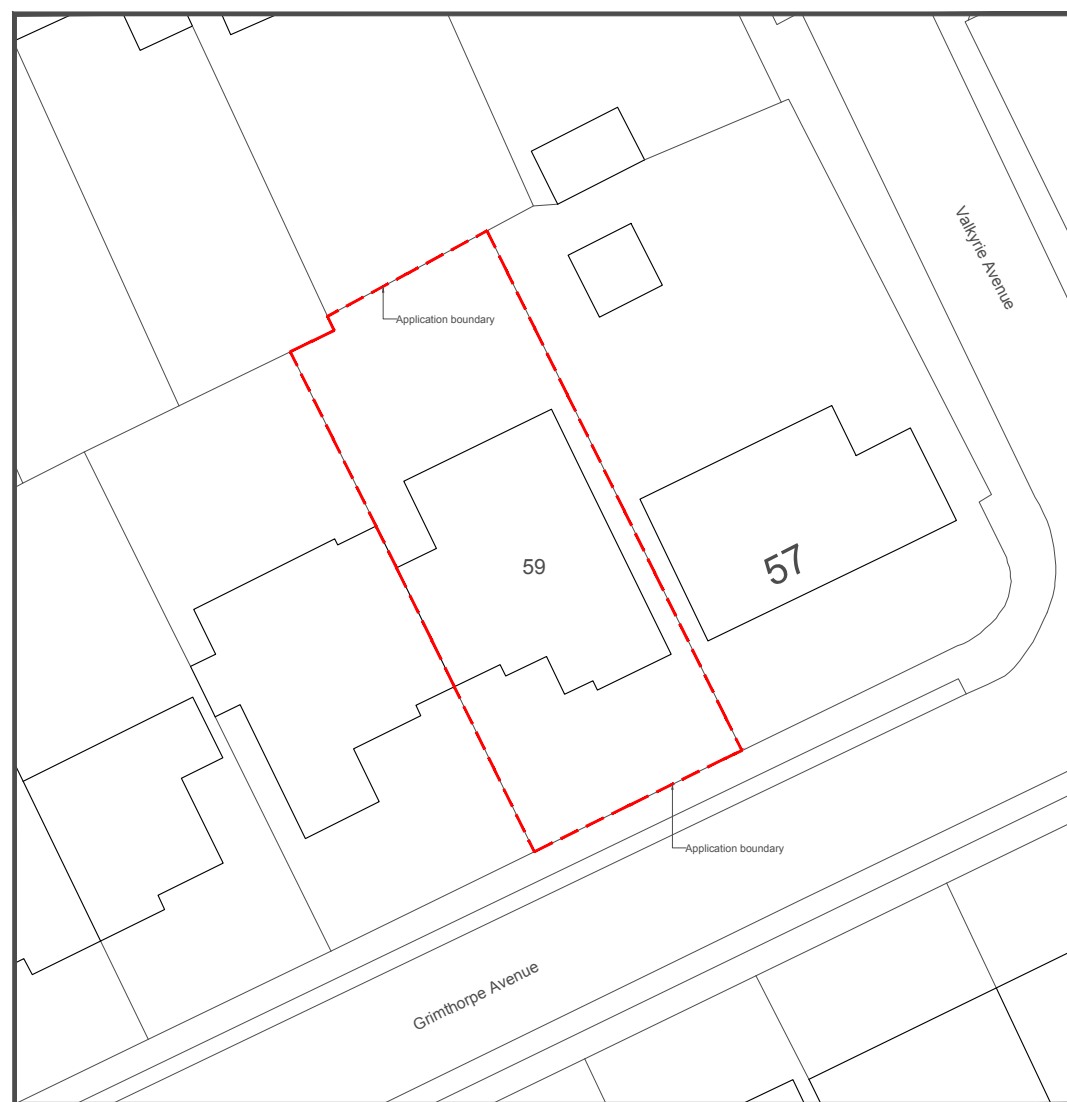 Valkyrie Avenue
Application boundary
59
57
Application boundary
Grimthorpe Avenue